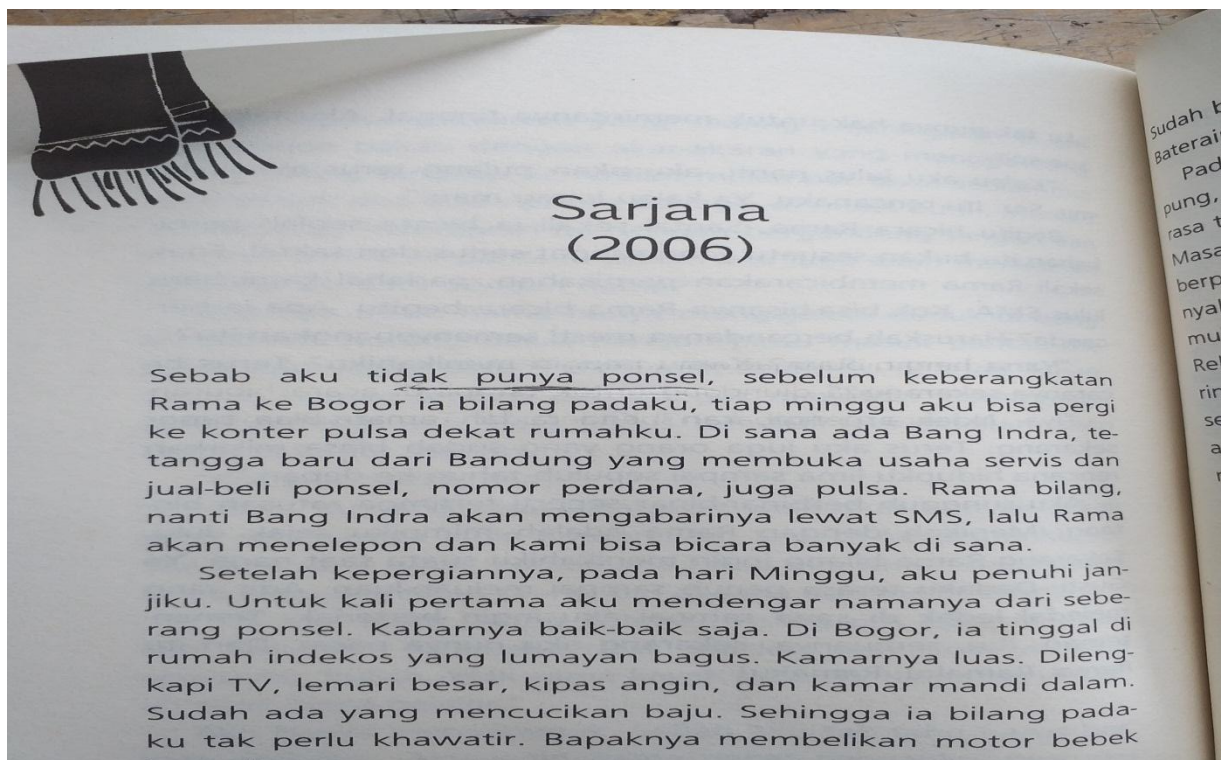 Sarjana
(2006)
Sebab aku tidak punya ponsel, sebelum keberangkatan
Rama ke Bogor ia bilang padaku, tiap minggu aku bisa pergi
ke konter pulsa dekat rumahku. Di sana ada Bang Indra, te-
tangga baru dari Bandung yang membuka usaha servis dan
jual-beli ponsel, nomor perdana, juga pulsa. Rama bilang,
nanti Bang Indra akan mengabarinya lewat SMS, lalu Rama
akan menelepon dan kami bisa bicara banyak di sana.
Setelah kepergiannya, pada hari Minggu, aku penuhi jan-
jiku. Untuk kali pertama aku mendengar namanya dari sebe-
rang ponsel. Kabarnya baik-baik saja. Di Bogor, ia tinggal di
rumah indekos yang lumayan bagus. Kamarnya luas. Dileng-
kapi TV, lemari besar, kipas angin, dan kamar mandi dalam.
Sudah ada yang mencucikan baju. Sehingga ia bilang pada-
ku tak perlu khawatir. Bapaknya membelikan motor bebek
Sudah
pung,